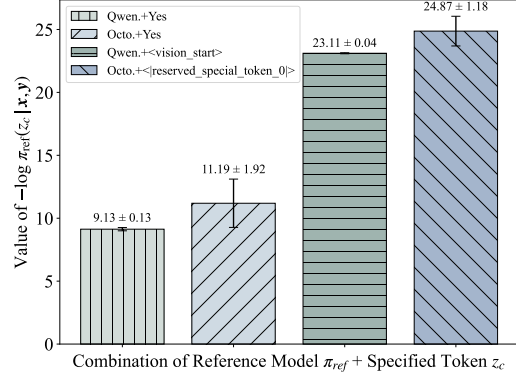 Qwen.+Yes
Octo.+Yes
Qwen.+<vision_start>
Octo.+<|reserved_special_token_0|>
24.87 ± 1.18
23.11 ± 0.04
11.19 ± 1.92
9.13 ± 0.13
25
20
15
10
5
0
Value of −log π_ref(z_c | x, y)
Combination of Reference Model π_ref + Specified Token z_c